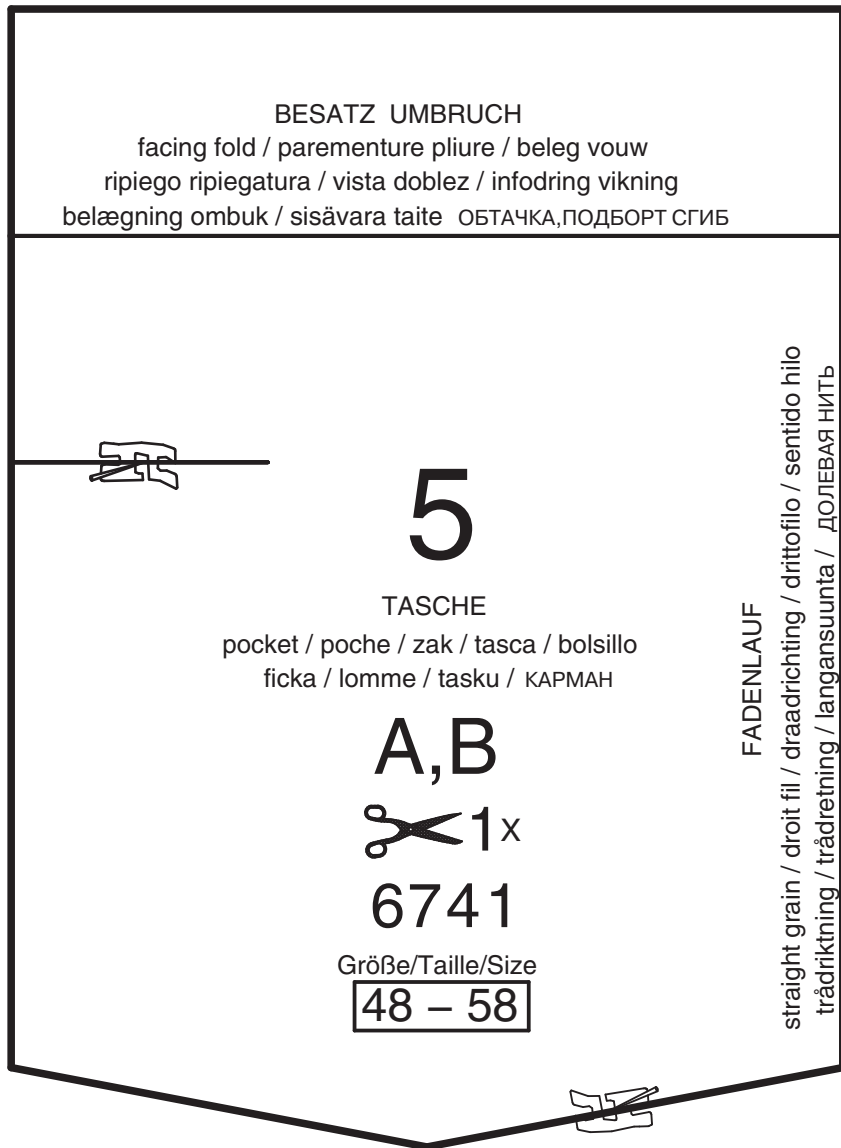 BESATZ UMBRUCH
facing fold / parementure pliure / beleg vouw
ripiego ripiegatura / vista doblez / infodring vikning
belægning ombuk / sisävara taite ОБТАЧКА,ПОДБОРТ СГИБ
5
TASCHE
pocket / poche / zak / tasca / bolsillo
ficka / lomme / tasku / КАРМАН
A,B
1x
6741
Größe/Taille/Size
48 – 58
FADENLAUF
straight grain / droit fil / draadrichting / drittofilo / sentido hilo
trådriktning / trådretning / langansuunta / ДОЛЕВАЯ НИТЬ